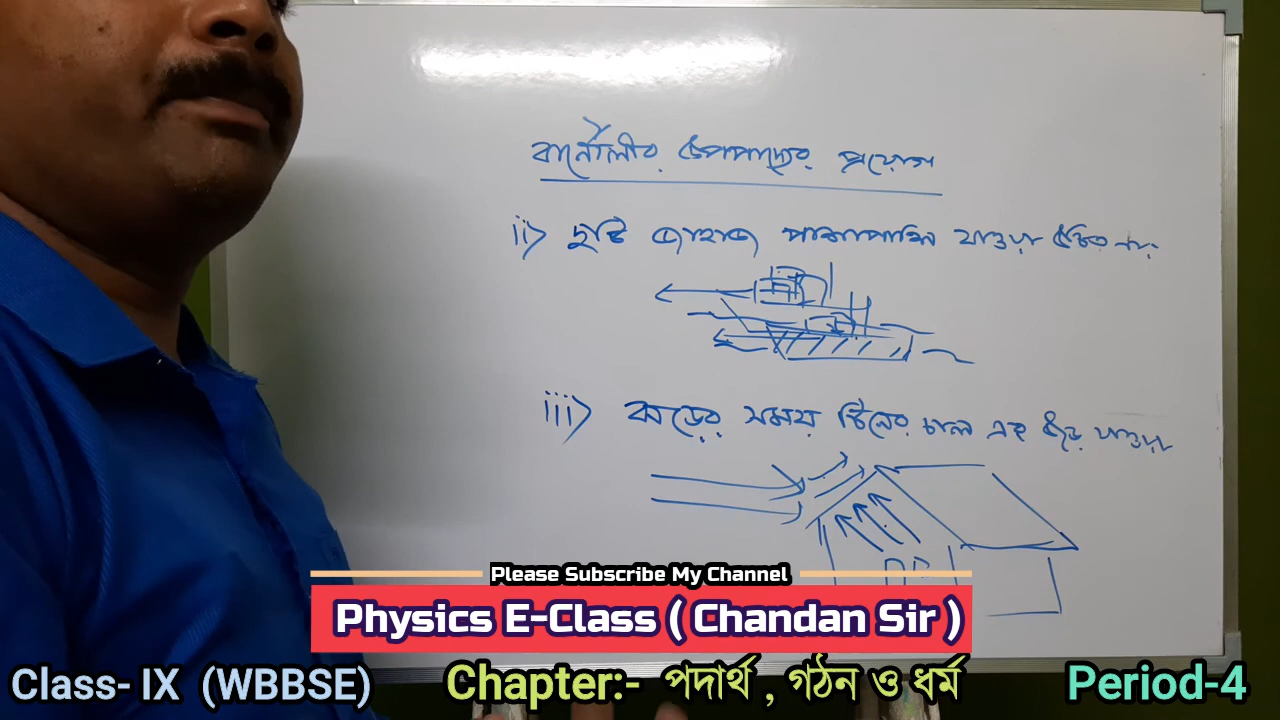 বার্নৌলীর উপপাদ্যের প্রয়োগ
ii) দুটি জাহাজ পাশাপাশি যাওয়া উচিত নয়
iii) ঝড়ের সময় টিনের চাল এর উড়ে যাওয়া
Please Subscribe My Channel
Physics E-Class ( Chandan Sir )
Class- IX (WBBSE) Chapter:- পদার্থ , গঠন ও ধর্ম Period-4